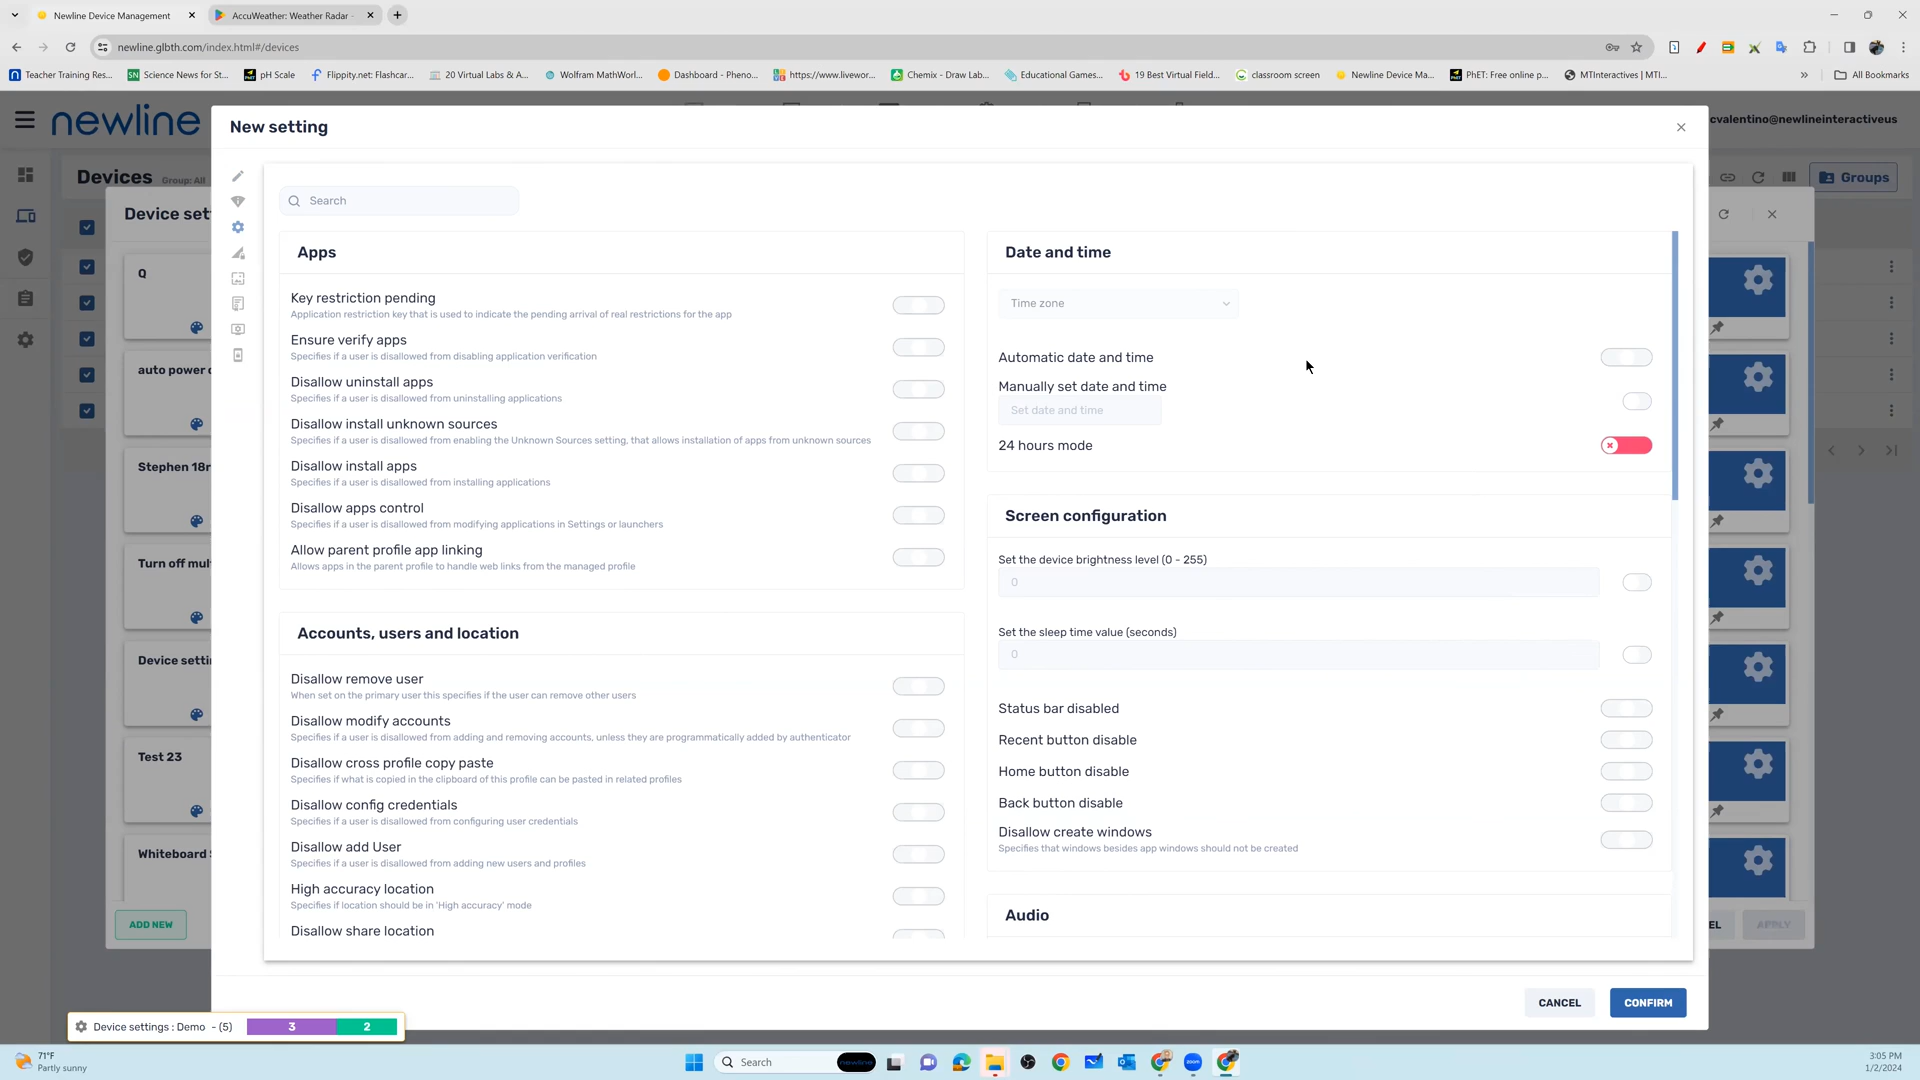 Newline Device Management
AccuWeather: Weather Radar -
newline.glbth.com/index.html#/devices
Teacher Training Res...
Science News for St...
pH Scale
Flippity.net: Flashcar...
20 Virtual Labs & A...
Wolfram MathWorl...
Dashboard - Pheno...
https://www.livewor...
Chemix - Draw Lab...
Educational Games...
19 Best Virtual Field...
classroom screen
Newline Device Ma...
PhET: Free online p...
MTInteractives | MTI...
All Bookmarks
newline
cvalentino@newlineinteractiveus
Devices Group: All
Groups
New setting
Device set
Q
auto power
Stephen 18r
Turn off mul
Device setti
Test 23
Whiteboard
ADD NEW
Search
Apps
Key restriction pending
Application restriction key that is used to indicate the pending arrival of real restrictions for the app
Ensure verify apps
Specifies if a user is disallowed from disabling application verification
Disallow uninstall apps
Specifies if a user is disallowed from uninstalling applications
Disallow install unknown sources
Specifies if a user is disallowed from enabling the Unknown Sources setting, that allows installation of apps from unknown sources
Disallow install apps
Specifies if a user is disallowed from installing applications
Disallow apps control
Specifies if a user is disallowed from modifying applications in Settings or launchers
Allow parent profile app linking
Allows apps in the parent profile to handle web links from the managed profile
Accounts, users and location
Disallow remove user
When set on the primary user this specifies if the user can remove other users
Disallow modify accounts
Specifies if a user is disallowed from adding and removing accounts, unless they are programmatically added by authenticator
Disallow cross profile copy paste
Specifies if what is copied in the clipboard of this profile can be pasted in related profiles
Disallow config credentials
Specifies if a user is disallowed from configuring user credentials
Disallow add User
Specifies if a user is disallowed from adding new users and profiles
High accuracy location
Specifies if location should be in 'High accuracy' mode
Disallow share location
Date and time
Time zone
Automatic date and time
Manually set date and time
Set date and time
24 hours mode
Screen configuration
Set the device brightness level (0 - 255)
0
Set the sleep time value (seconds)
0
Status bar disabled
Recent button disable
Home button disable
Back button disable
Disallow create windows
Specifies that windows besides app windows should not be created
Audio
EL
APPLY
CANCEL
CONFIRM
Device settings : Demo - (5)
3
2
71°F
Partly sunny
Search
newline
zoom
3:05 PM
1/2/2024